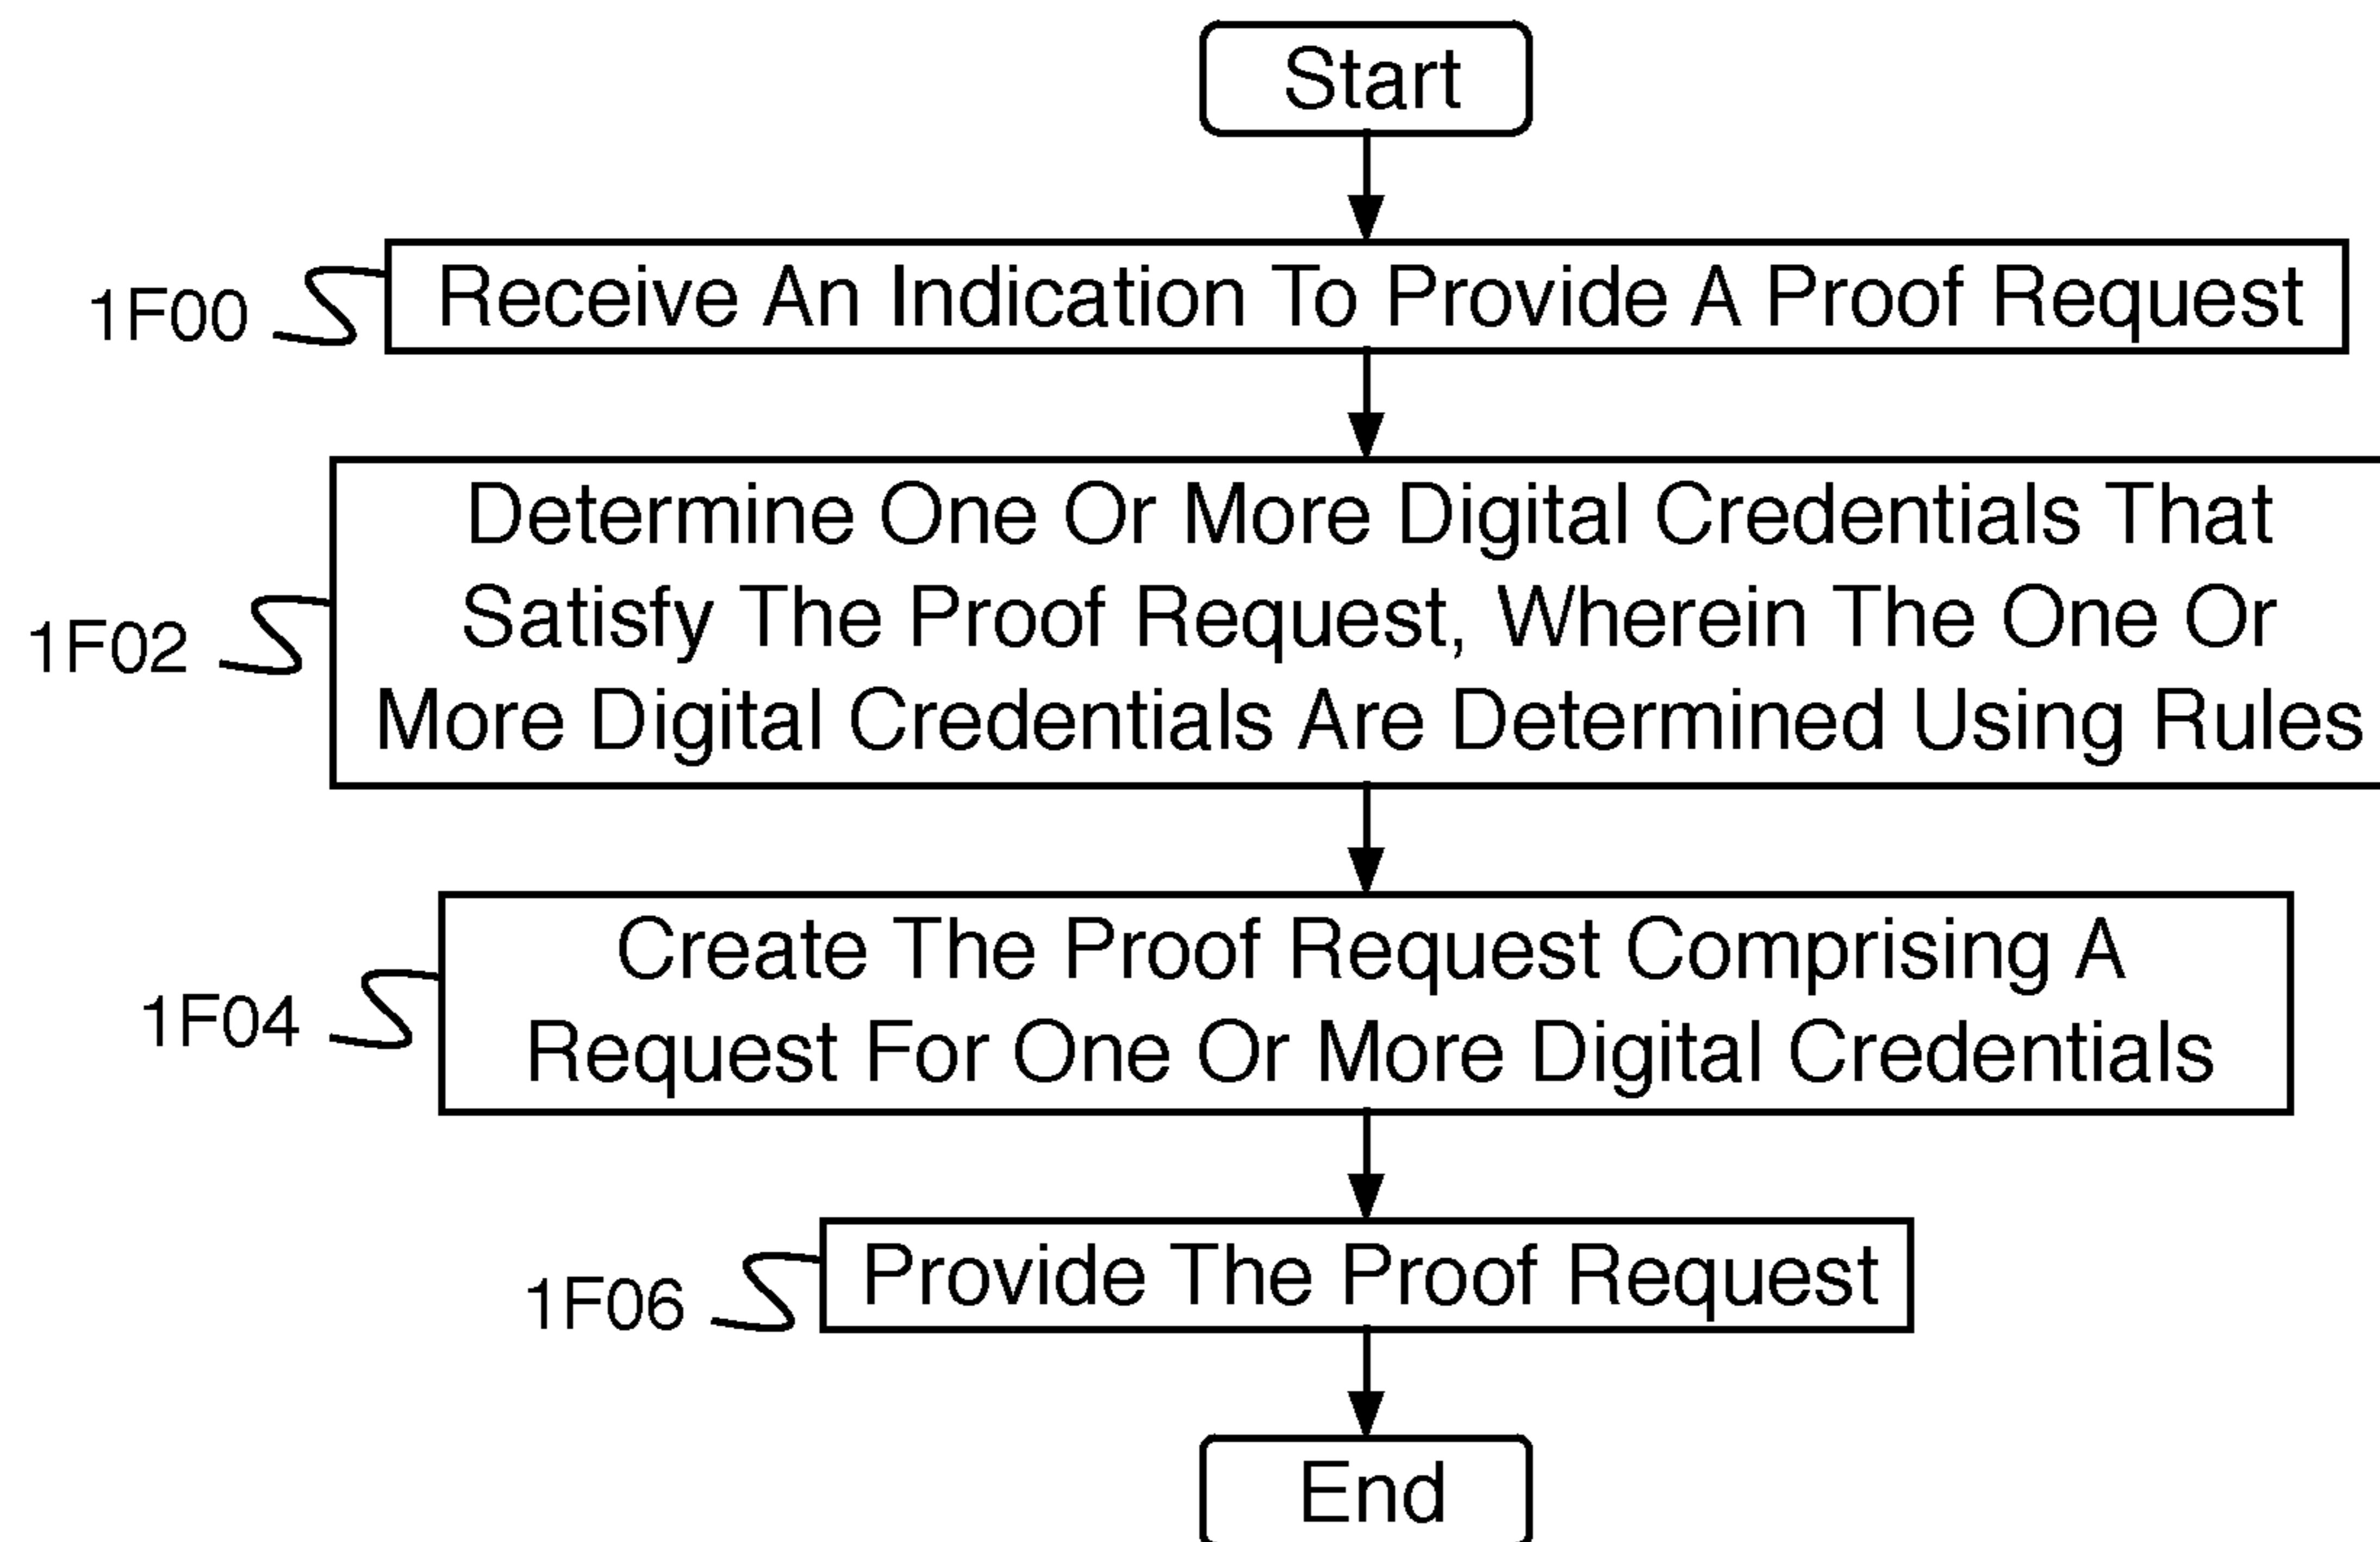 Start
1F00
Receive An Indication To Provide A Proof Request
Determine One Or More Digital Credentials That
Satisfy The Proof Request, Wherein The One Or
1F02
More Digital Credentials Are Determined Using Rules
Create The Proof Request Comprising A
1F04
Request For One Or More Digital Credentials
1F06
Provide The Proof Request
End